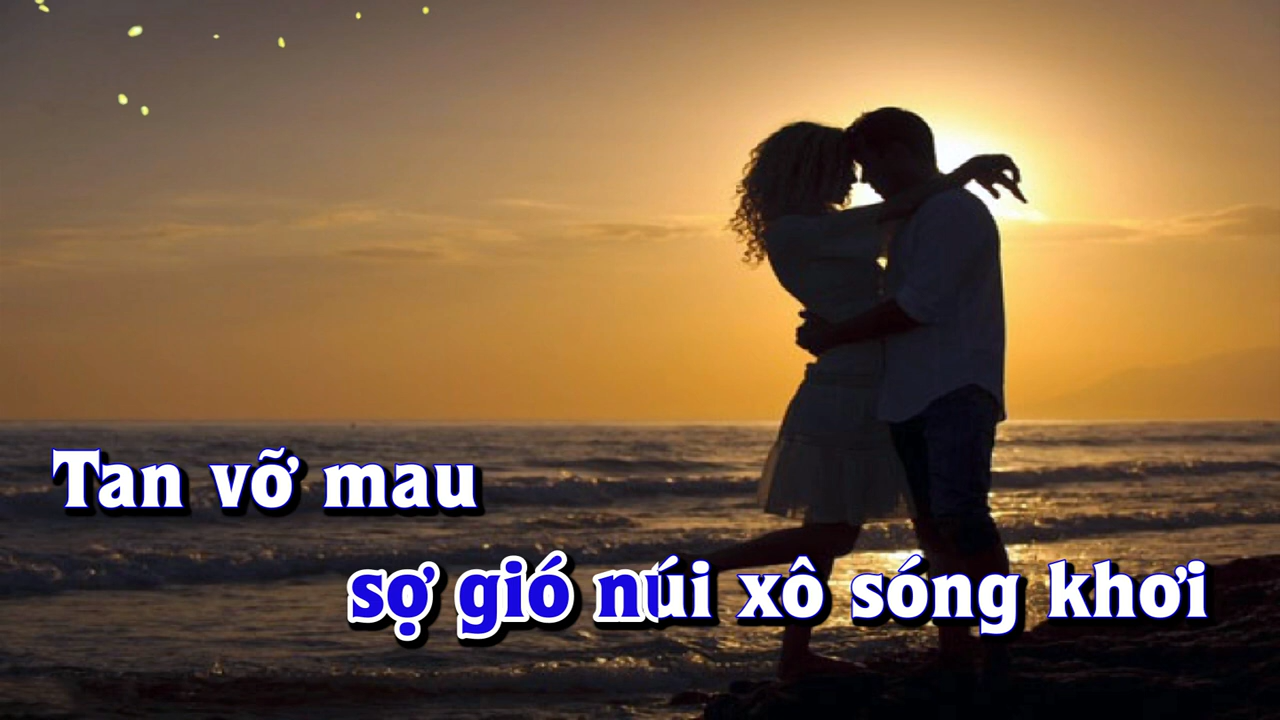 Tan vỡ mau
sợ gió núi xô sóng khơi